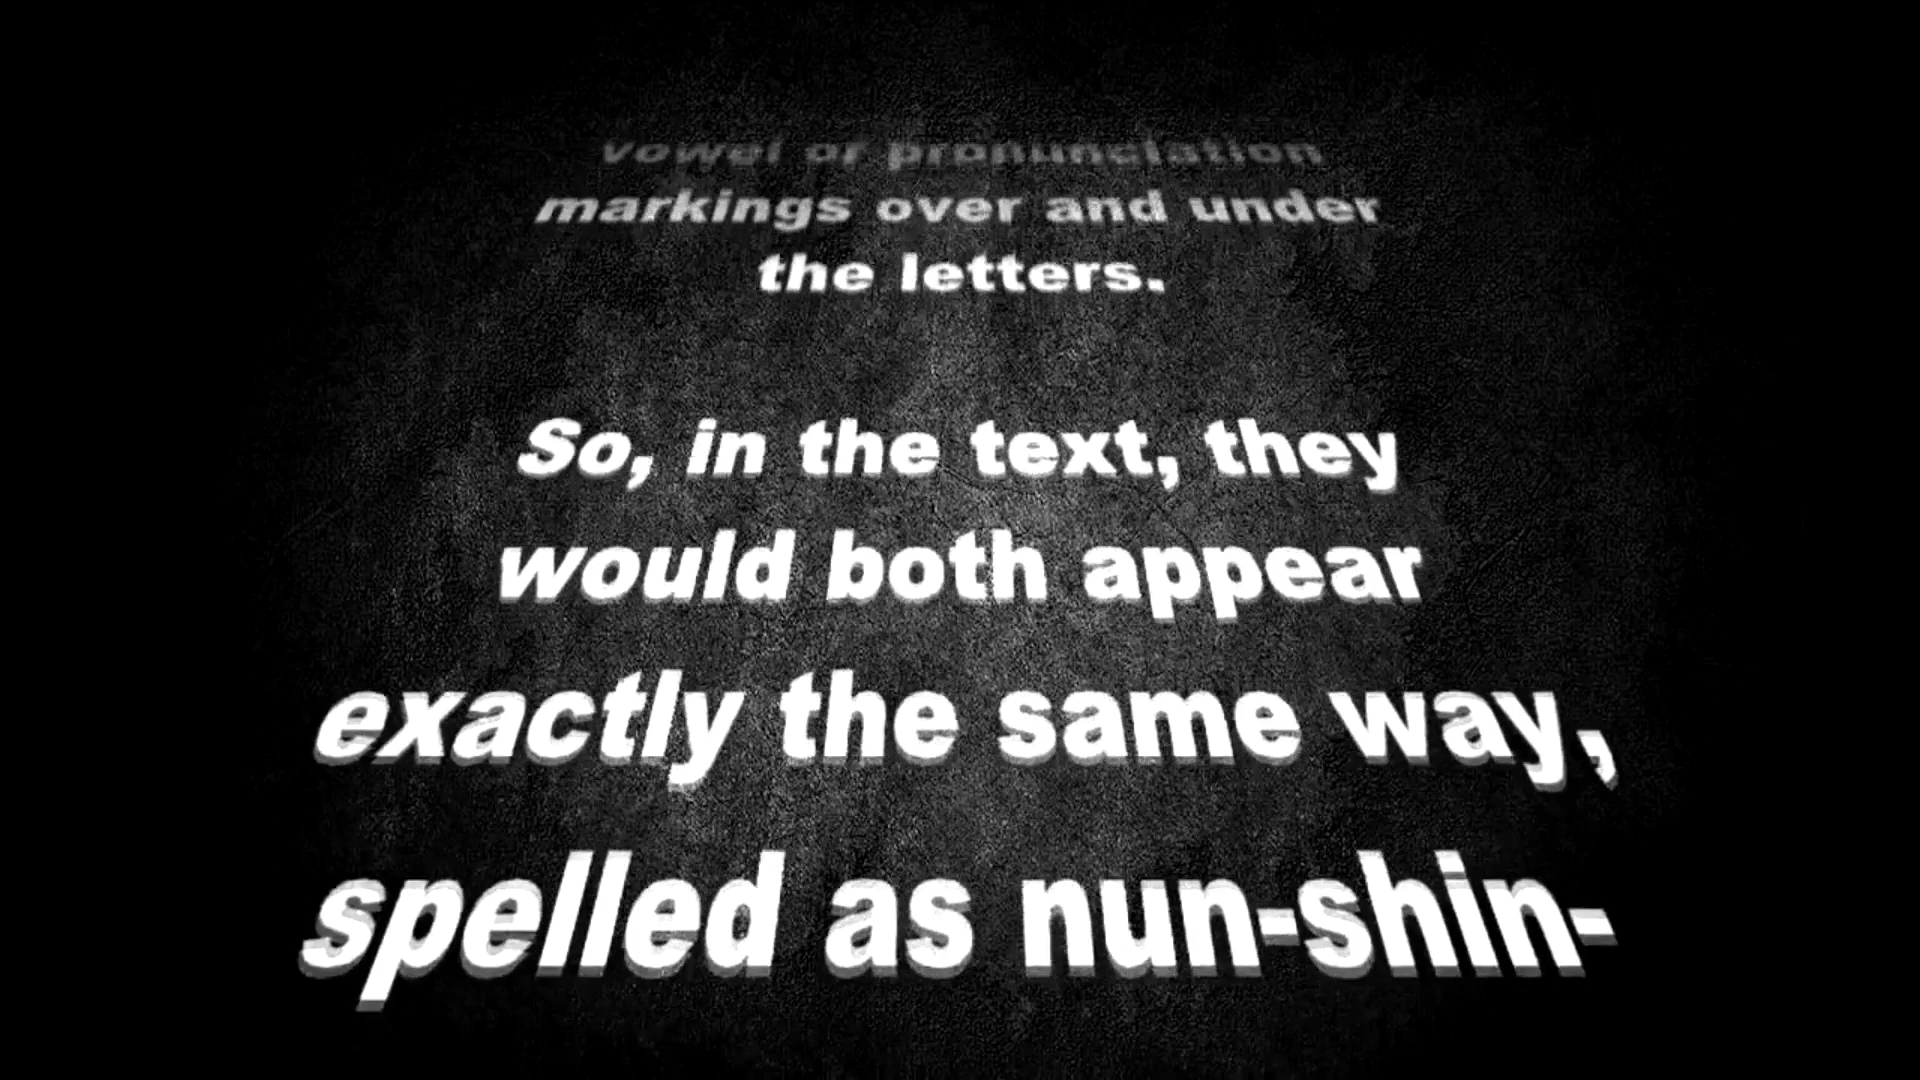 vowel or pronunciation
markings over and under
the letters.
So, in the text, they
would both appear
exactly the same way,
spelled as nun-shin-